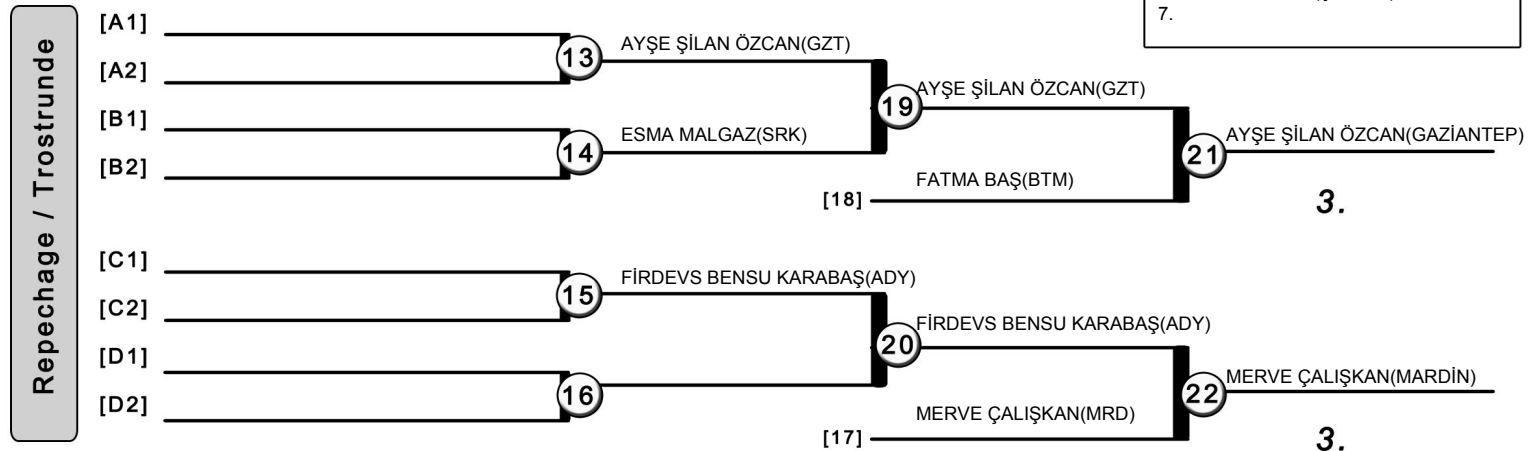 7.
Repechage / Trostrunde
[A1]
[A2]
13
AYŞE ŞİLAN ÖZCAN(GZT)
[B1]
[B2]
14
ESMA MALGAZ(SRK)
19
AYŞE ŞİLAN ÖZCAN(GZT)
[18]
FATMA BAŞ(BTM)
21
AYŞE ŞİLAN ÖZCAN(GAZİANTEP)
3.
[C1]
[C2]
15
FİRDEVS BENSU KARABAŞ(ADY)
[D1]
[D2]
16
20
FİRDEVS BENSU KARABAŞ(ADY)
[17]
MERVE ÇALIŞKAN(MRD)
22
MERVE ÇALIŞKAN(MARDİN)
3.